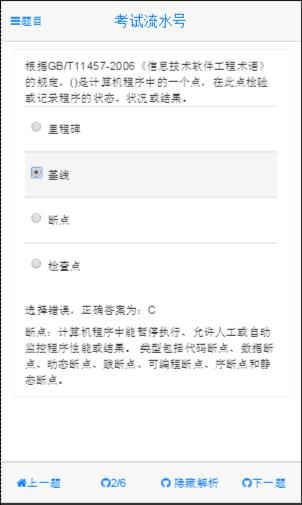 题目
考试流水号
根据GB/T11457-2006《信息技术软件工程术语》
的规定，()是计算机程序中的一个点，在此点检验
或记录程序的状态、状况或结果。
里程碑
基线
断点
检查点
选择错误，正确答案为：C
断点：计算机程序中能暂停执行、允许人工或自动
监控程序性能或结果。 类型包括代码断点、数据断
点、动态断点、跋断点、可编程断点、序断点和静
态断点。
上一题
2/6
隐藏解析
下一题